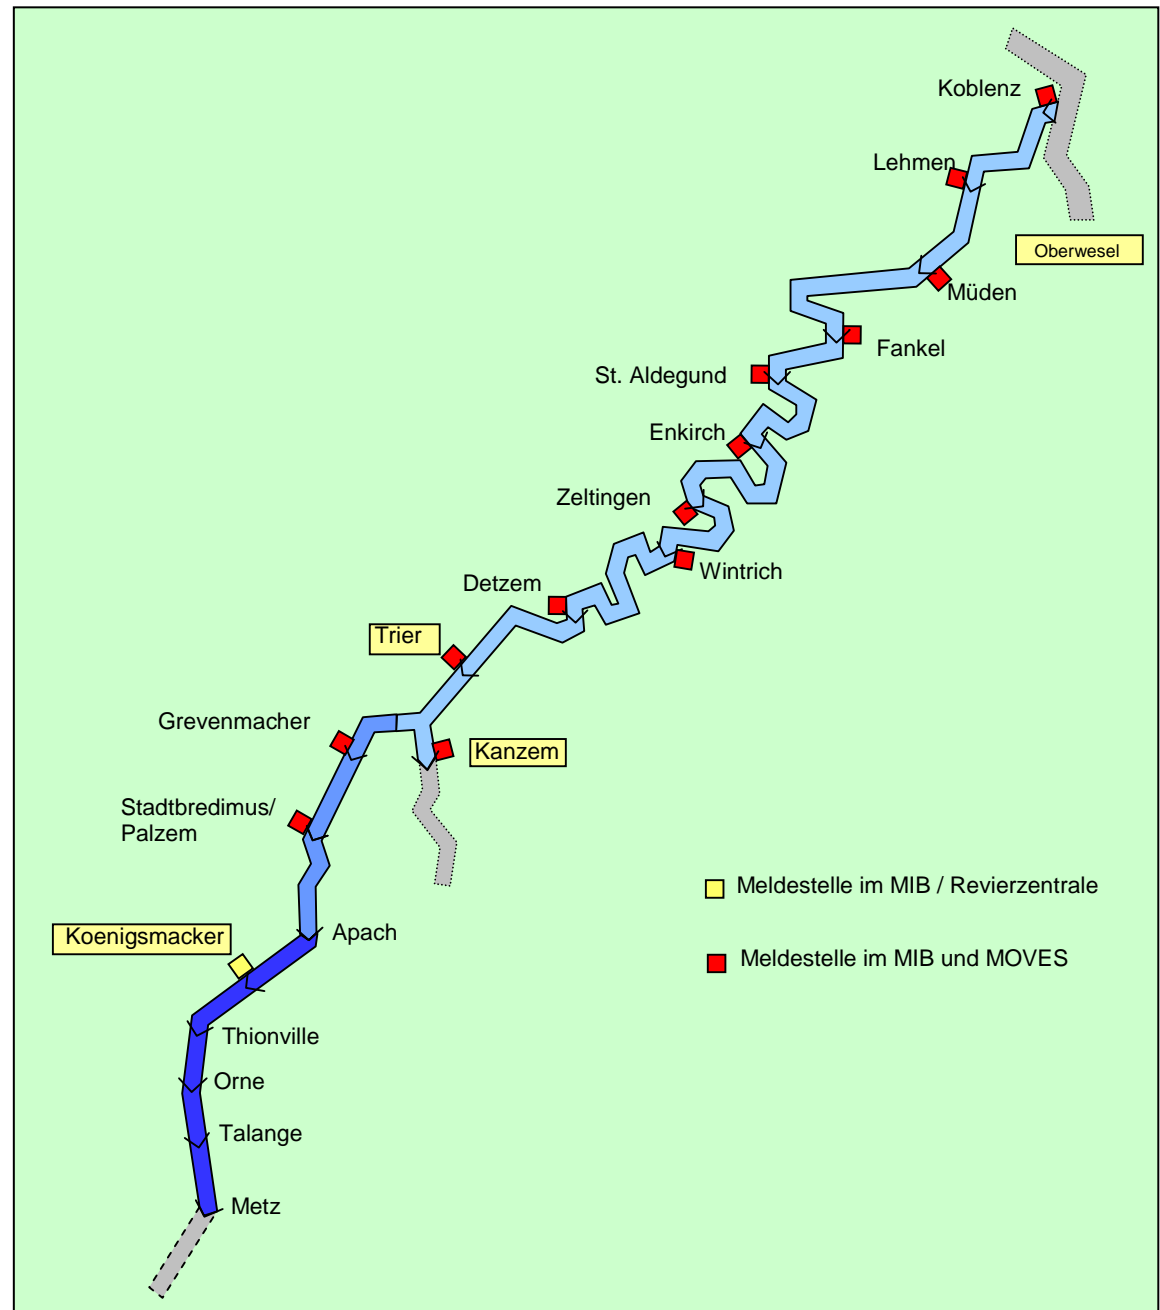 Koblenz
Lehmen
Oberwesel
Müden
Fankel
St. Aldegund
Enkirch
Zeltingen
Wintrich
Detzem
Trier
Grevenmacher
Kanzem
Stadtbredimus/
Palzem
Meldestelle im MIB / Revierzentrale
Koenigsmacker
Apach
Meldestelle im MIB und MOVES
Thionville
Orne
Talange
Metz